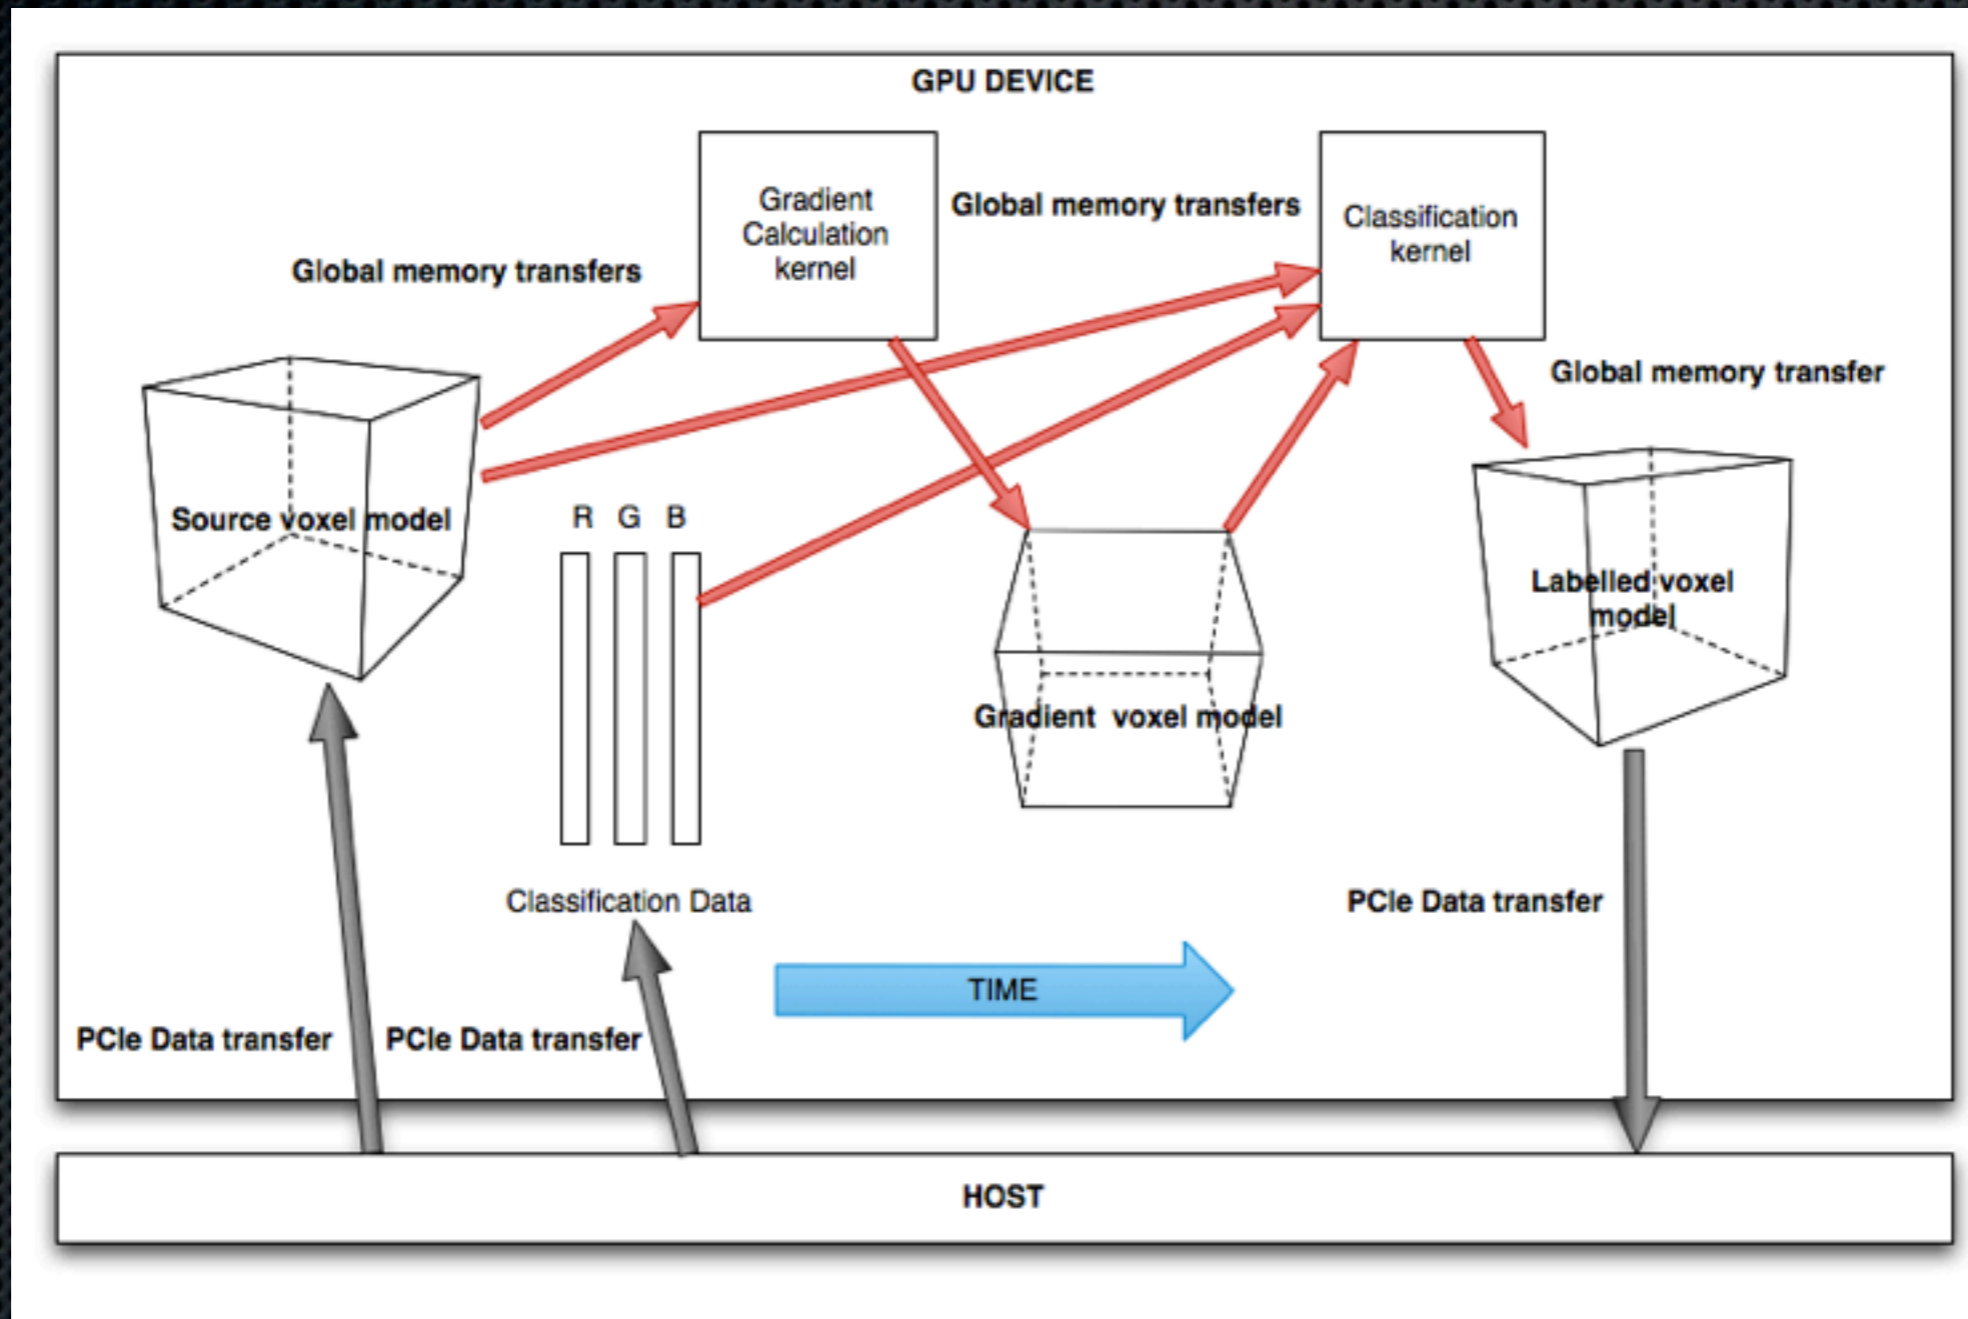 GPU DEVICE
Gradient
Calculation
kernel
Global memory transfers
Classification
kernel
Global memory transfers
Global memory transfer
Source voxel model
R G B
Labelled voxel
model
Gradient voxel model
Classification Data
PCIe Data transfer
TIME
PCIe Data transfer
PCIe Data transfer
HOST